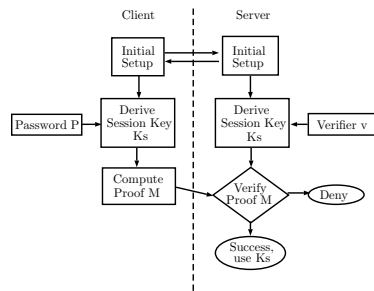 Client
Server
Initial
Setup
Initial
Setup
Password P
Derive
Session Key
Ks
Derive
Session Key
Ks
Verifier v
Compute
Proof M
Verify
Proof M
Deny
Success,
use Ks